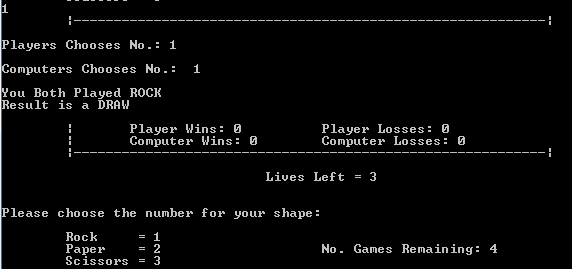 1
¦----------------------------------------------------------¦
Players Chooses No.: 1
Computers Chooses No.:  1
You Both Played ROCK
Result is a DRAW
¦       Player Wins: 0          Player Losses: 0
¦       Computer Wins: 0        Computer Losses: 0
¦----------------------------------------------------------¦
Lives Left = 3
Please choose the number for your shape:
Rock     = 1
Paper    = 2                    No. Games Remaining: 4
Scissors = 3